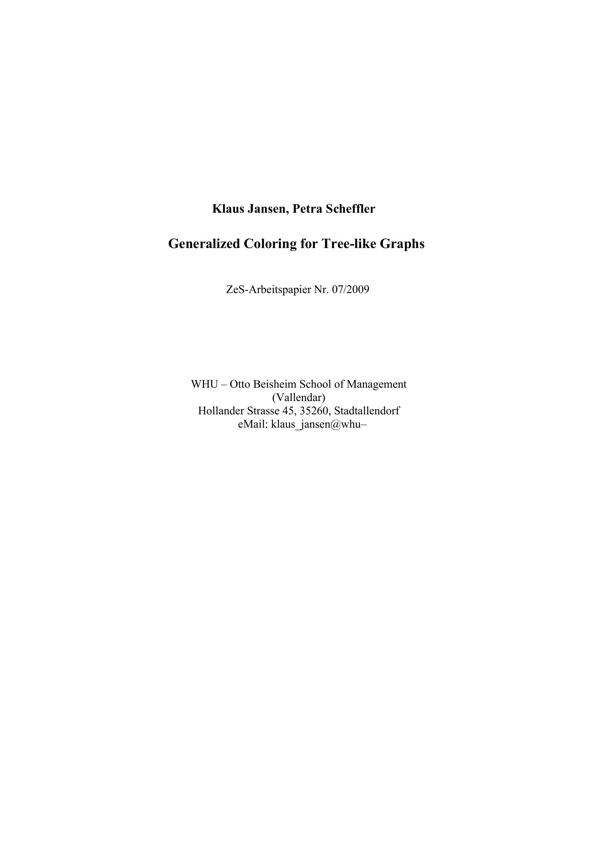 Klaus Jansen, Petra Scheffler
Generalized Coloring for Tree-like Graphs
ZeS-Arbeitspapier Nr. 07/2009
WHU – Otto Beisheim School of Management
(Vallendar)
Hollander Strasse 45, 35260, Stadtallendorf
eMail: klaus_jansen@whu–